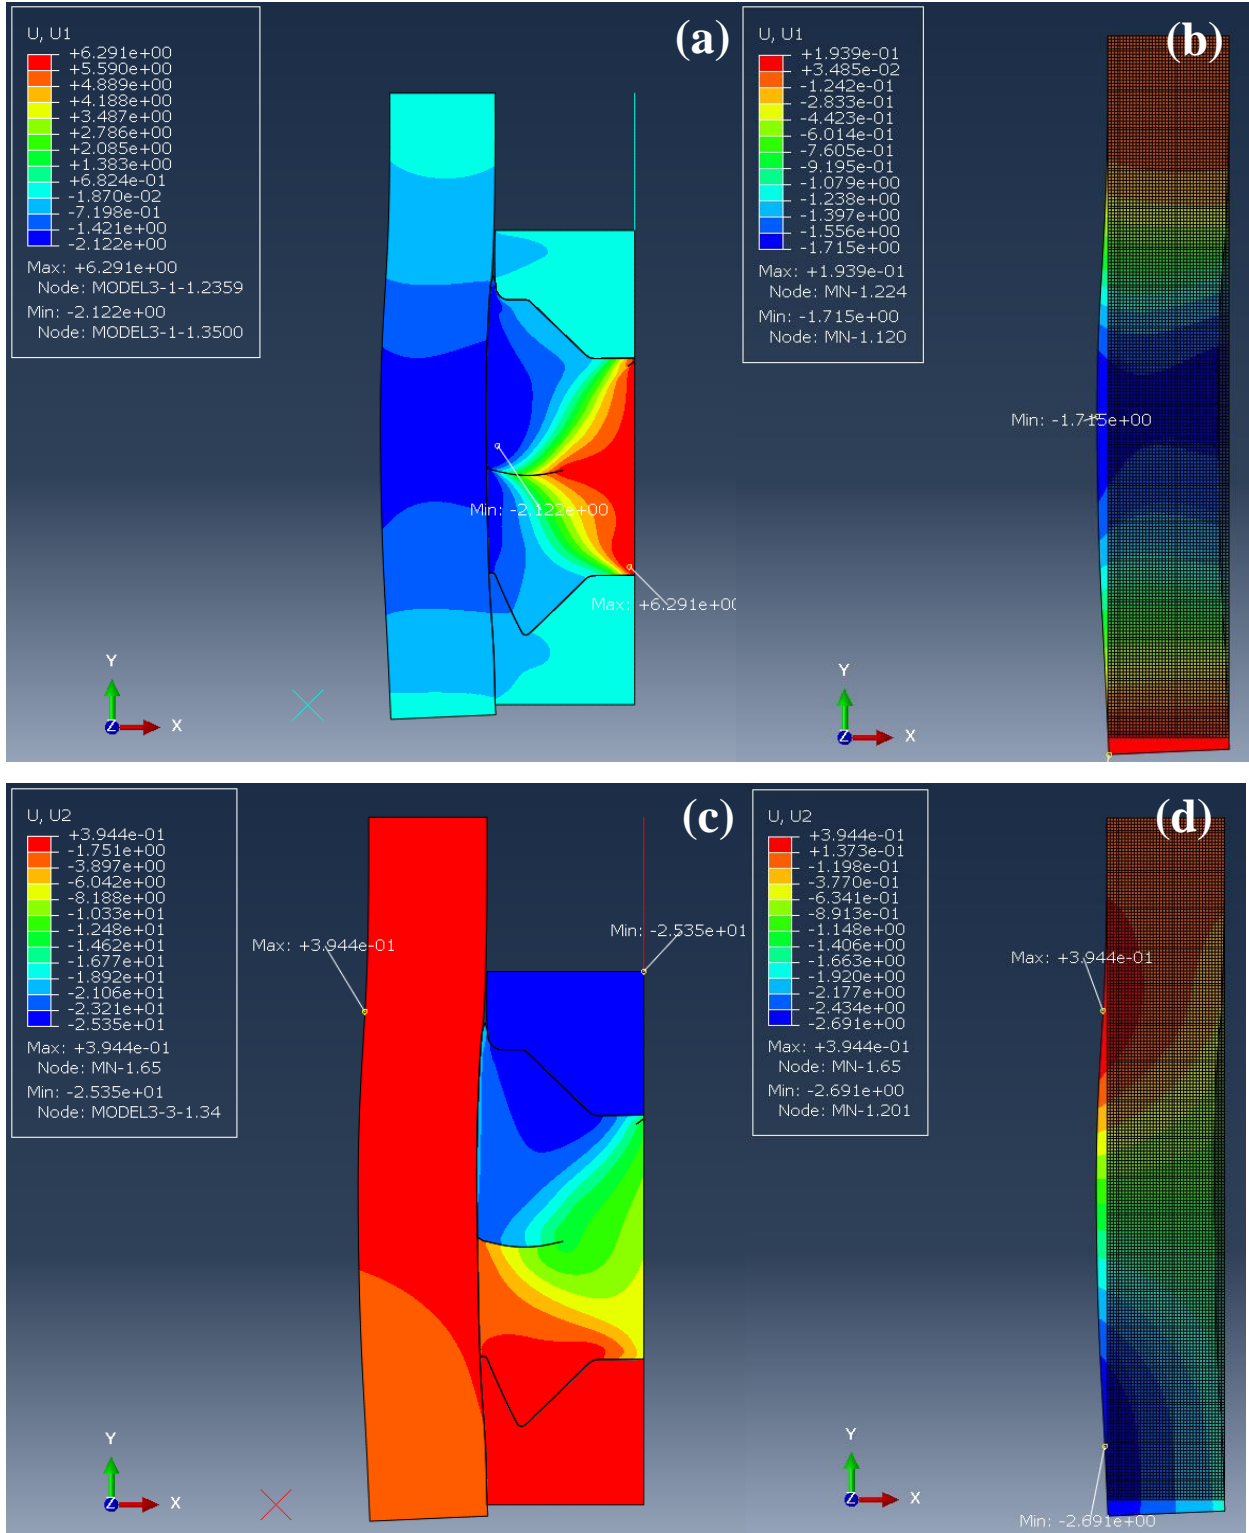 (a)
U, U1
+6.291e+00
+5.590e+00
+4.889e+00
+4.188e+00
+3.487e+00
+2.786e+00
+2.085e+00
+1.383e+00
+6.824e-01
-1.870e-02
-7.198e-01
-1.421e+00
-2.122e+00
Max: +6.291e+00
Node: MODEL3-1-1.2359
Min: -2.122e+00
Node: MODEL3-1-1.3500
Min: -2.122e+00
Max: +6.291e+00
Y
Z
X
(b)
U, U1
+1.939e-01
+3.485e-02
-1.242e-01
-2.833e-01
-4.423e-01
-6.014e-01
-7.605e-01
-9.195e-01
-1.079e+00
-1.238e+00
-1.397e+00
-1.556e+00
-1.715e+00
Max: +1.939e-01
Node: MN-1.224
Min: -1.715e+00
Node: MN-1.120
Min: -1.715e+00
Y
Z
X
(c)
U, U2
+3.944e-01
-1.751e+00
-3.897e+00
-6.042e+00
-8.188e+00
-1.033e+01
-1.248e+01
-1.462e+01
-1.677e+01
-1.892e+01
-2.106e+01
-2.321e+01
-2.535e+01
Max: +3.944e-01
Node: MN-1.65
Min: -2.535e+01
Node: MODEL3-3-1.34
Max: +3.944e-01
Min: -2.535e+01
Y
Z
X
(d)
U, U2
+3.944e-01
+1.373e-01
-1.198e-01
-3.770e-01
-6.341e-01
-8.913e-01
-1.148e+00
-1.406e+00
-1.663e+00
-1.920e+00
-2.177e+00
-2.434e+00
-2.691e+00
Max: +3.944e-01
Node: MN-1.65
Min: -2.691e+00
Node: MN-1.201
Max: +3.944e-01
Min: -2.691e+00
Y
Z
X